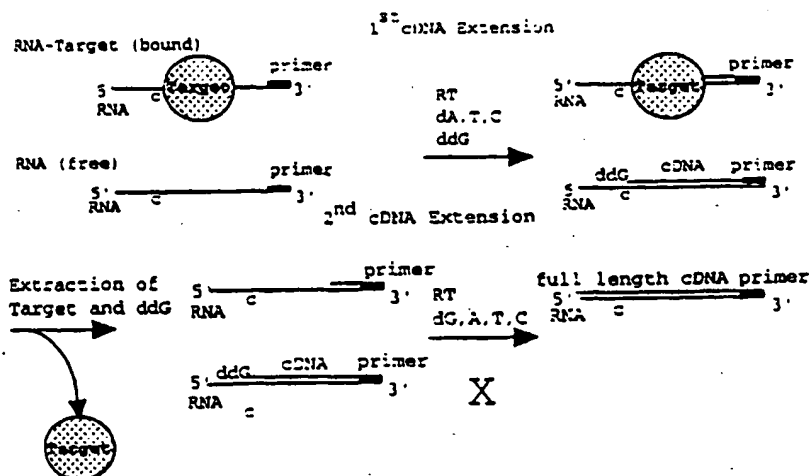 1st cDNA Extension
RNA-Target (bound)
primer
5' Target 3'
RNA c
RT
dA,T,C
ddG
primer
5' Target 3'
RNA c
RNA (free)
primer
5' 3'
RNA c
ddG cDNA primer
5' 3'
RNA c
2nd cDNA Extension
Extraction of
Target and ddG
primer
5' 3'
RNA c
RT
dG,A,T,C
full length cDNA primer
5' 3'
RNA c
ddG cDNA primer
5' 3'
RNA c
X
Target